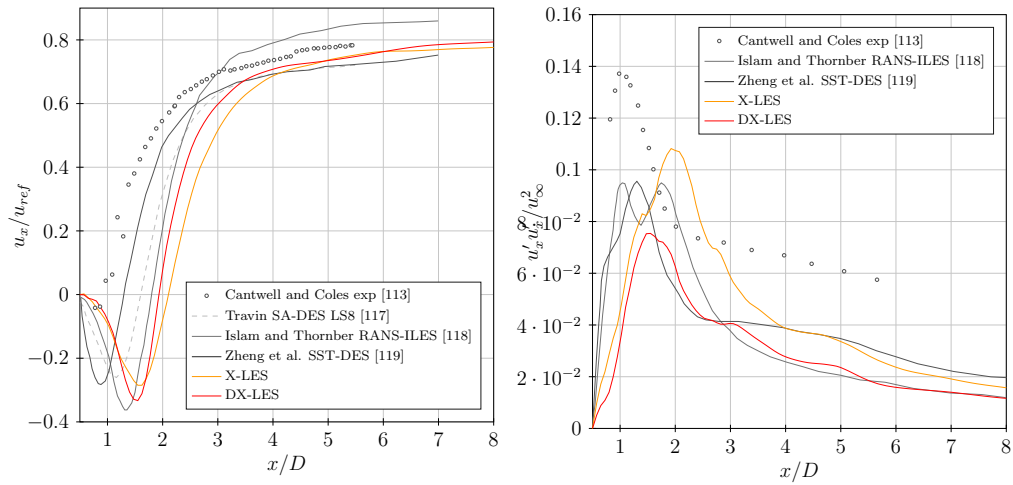 0.8
0.6
0.4
0.2
0
−0.2
−0.4
u_x/u_ref
1 2 3 4 5 6 7 8
x/D
Cantwell and Coles exp [113]
Travin SA-DES LS8 [117]
Islam and Thornber RANS-ILES [118]
Zheng et al. SST-DES [119]
X-LES
DX-LES
0.16
0.14
0.12
0.1
8 · 10⁻²
6 · 10⁻²
4 · 10⁻²
2 · 10⁻²
0
u′_x u′_x/u²_∞
1 2 3 4 5 6 7 8
x/D
Cantwell and Coles exp [113]
Islam and Thornber RANS-ILES [118]
Zheng et al. SST-DES [119]
X-LES
DX-LES